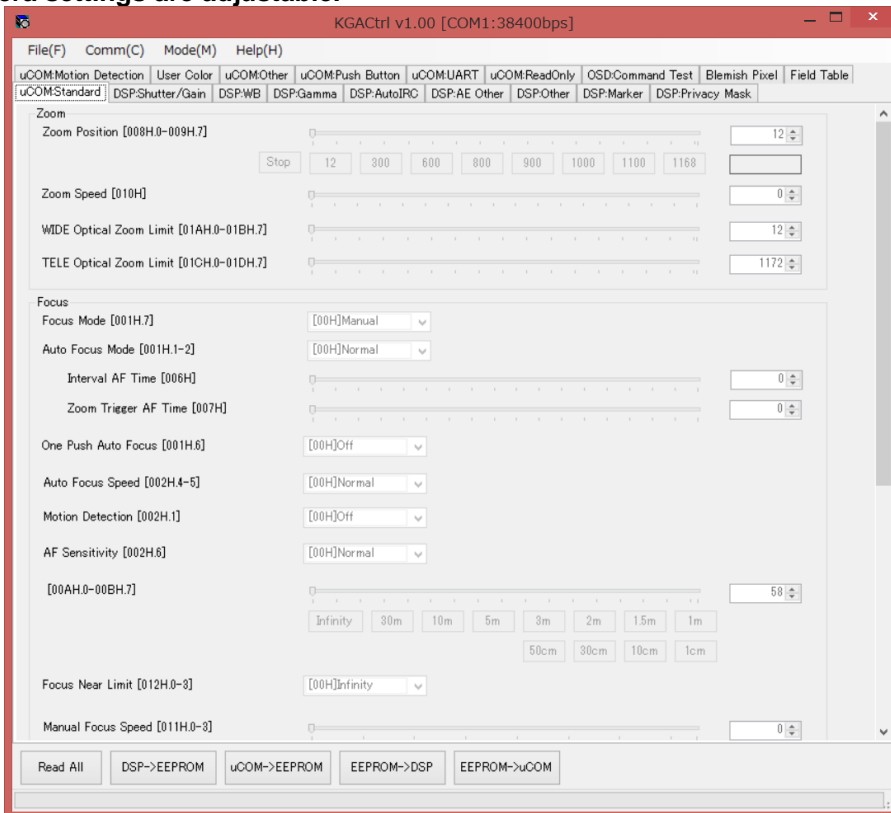 settings are adjustable.
KGACtrl v1.00 [COM1:38400bps]
File(F) Comm(C) Mode(M) Help(H)
uCOM:Motion Detection User Color uCOM:Other uCOM:Push Button uCOM:UART uCOM:ReadOnly OSD:Command Test Blemish Pixel Field Table
uCOM:Standard DSP:Shutter/Gain DSP:WB DSP:Gamma DSP:AutoIRC DSP:AE Other DSP:Other DSP:Marker DSP:Privacy Mask
Zoom
Zoom Position [008H.0-009H.7] 12
Stop 12 300 600 800 900 1000 1100 1168
Zoom Speed [010H] 0
WIDE Optical Zoom Limit [01AH.0-01BH.7] 12
TELE Optical Zoom Limit [01CH.0-01DH.7] 1172
Focus
Focus Mode [001H.7] [00H]Manual
Auto Focus Mode [001H.1-2] [00H]Normal
Interval AF Time [006H] 0
Zoom Trigger AF Time [007H] 0
One Push Auto Focus [001H.6] [00H]Off
Auto Focus Speed [002H.4-5] [00H]Normal
Motion Detection [002H.1] [00H]Off
AF Sensitivity [002H.6] [00H]Normal
[00AH.0-00BH.7] 58
Infinity 30m 10m 5m 3m 2m 1.5m 1m
50cm 30cm 10cm 1cm
Focus Near Limit [012H.0-3] [00H]Infinity
Manual Focus Speed [011H.0-3] 0
Read All DSP->EEPROM uCOM->EEPROM EEPROM->DSP EEPROM->uCOM